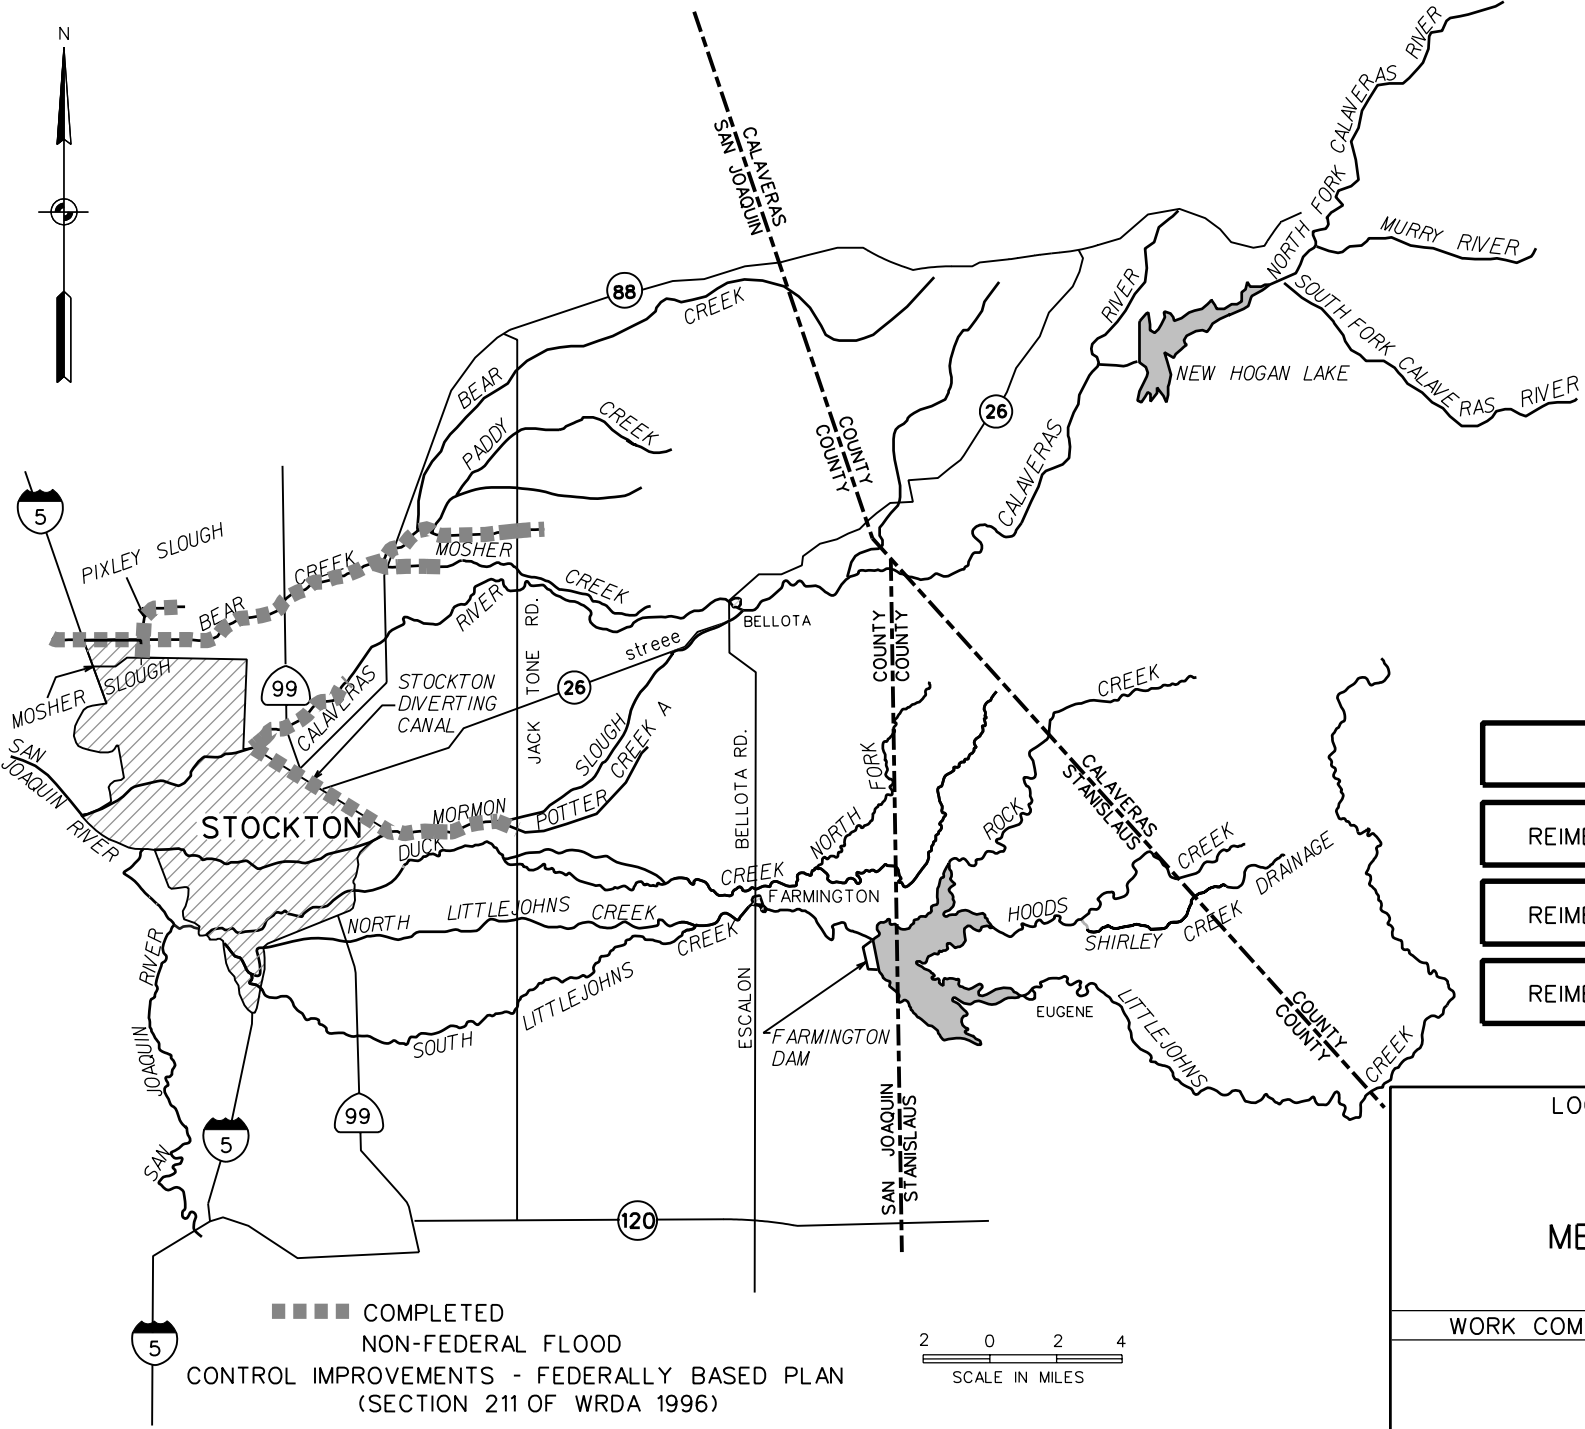 N
CALAVERAS
SAN JOAQUIN
NORTH FORK CALAVERAS RIVER
MURRY RIVER
SOUTH FORK CALAVERAS RIVER
RIVER
88
CREEK
NEW HOGAN LAKE
BEAR
PADDY
CREEK
26
CALAVERAS
COUNTY
COUNTY
5
PIXLEY SLOUGH
CREEK
MOSHER
BEAR
RIVER
CREEK
JACK TONE RD.
BELLOTA
streee
COUNTY
COUNTY
MOSHER SLOUGH
99
CALAVERAS
STOCKTON
DIVERTING
CANAL
26
SLOUGH
CREEK A
CREEK
SAN
JOAQUIN
RIVER
STOCKTON
MORMON
POTTER
DUCK
BELLOTA RD.
NORTH
FORK
ROCK
CALAVERAS
STANISLAUS
CREEK
DRAINAGE
CREEK
FARMINGTON
NORTH LITTLEJOHNS CREEK
CREEK
HOODS
SHIRLEY CREEK
REIME
REIME
REIME
RIVER
JOAQUIN
SAN
SOUTH
LITTLEJOHNS
ESCALON
FARMINGTON
DAM
EUGENE
LITTLEJOHNS
CREEK
COUNTY
COUNTY
5
99
SAN JOAQUIN
STANISLAUS
120
LOC
ME
WORK COM
5
COMPLETED
NON-FEDERAL FLOOD
CONTROL IMPROVEMENTS - FEDERALLY BASED PLAN
(SECTION 211 OF WRDA 1996)
2 0 2 4
SCALE IN MILES